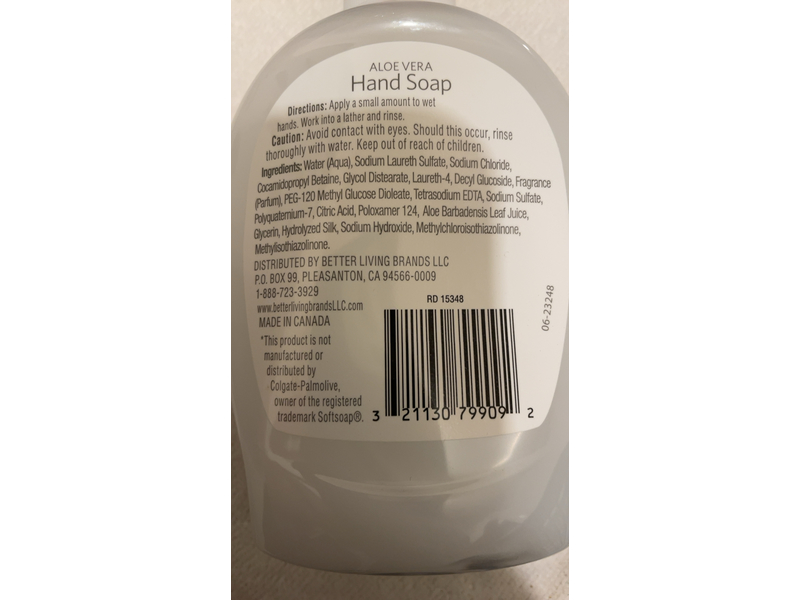 ALOE VERA
Hand Soap
Directions: Apply a small amount to wet
hands. Work into a lather and rinse.
Caution: Avoid contact with eyes. Should this occur, rinse
thoroughly with water. Keep out of reach of children.
Ingredients: Water (Aqua), Sodium Laureth Sulfate, Sodium Chloride,
Cocamidopropyl Betaine, Glycol Distearate, Laureth-4, Decyl Glucoside, Fragrance
(Parfum), PEG-120 Methyl Glucose Dioleate, Tetrasodium EDTA, Sodium Sulfate,
Polyquaternium-7, Citric Acid, Poloxamer 124, Aloe Barbadensis Leaf Juice,
Glycerin, Hydrolyzed Silk, Sodium Hydroxide, Methylchloroisothiazolinone,
Methylisothiazolinone.
DISTRIBUTED BY BETTER LIVING BRANDS LLC
P.O. BOX 99, PLEASANTON, CA 94566-0009
1-888-723-3929
www.betterlivingbrandsLLC.com
MADE IN CANADA
RD 15348
06-23248
*This product is not
manufactured or
distributed by
Colgate-Palmolive,
owner of the registered
trademark Softsoap®.
3 21130 79909 2